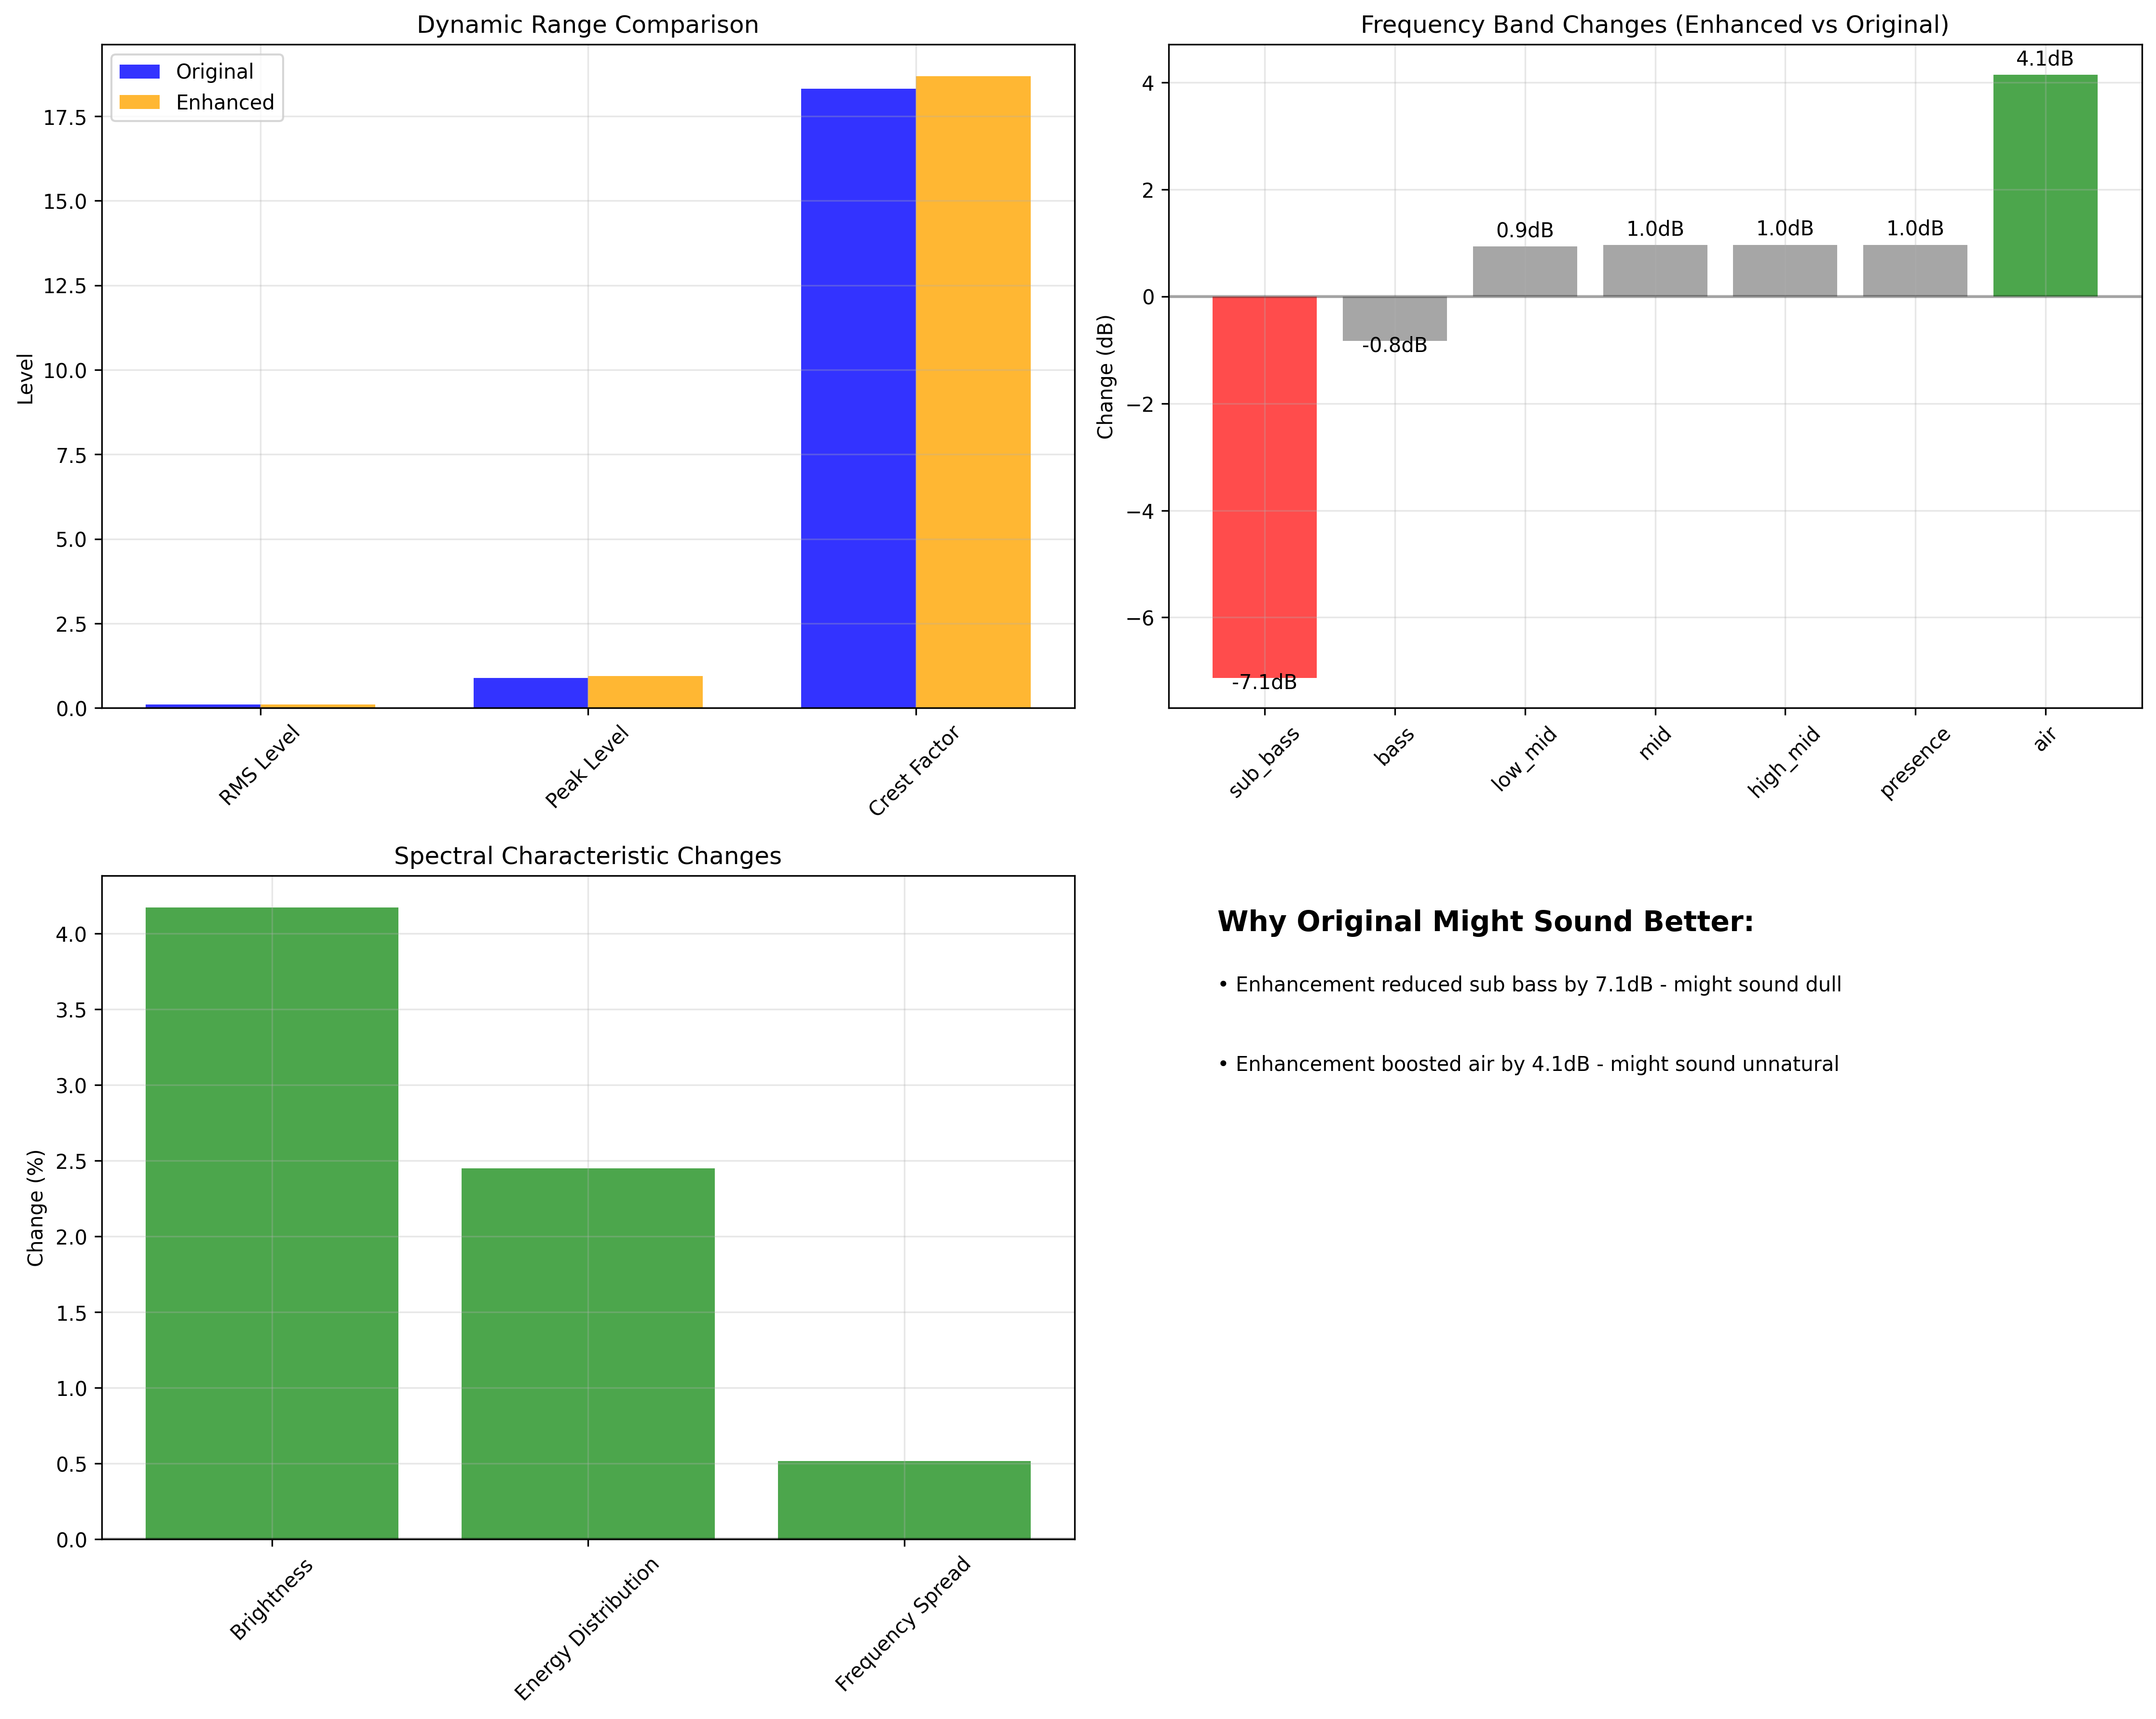 Dynamic Range Comparison
Original
Enhanced
Level
17.5
15.0
12.5
10.0
7.5
5.0
2.5
0.0
RMS Level
Peak Level
Crest Factor
Frequency Band Changes (Enhanced vs Original)
Change (dB)
4
2
0
−2
−4
−6
-7.1dB
-0.8dB
0.9dB
1.0dB
1.0dB
1.0dB
4.1dB
sub_bass
bass
low_mid
mid
high_mid
presence
air
Spectral Characteristic Changes
Change (%)
4.0
3.5
3.0
2.5
2.0
1.5
1.0
0.5
0.0
Brightness
Energy Distribution
Frequency Spread
Why Original Might Sound Better:
• Enhancement reduced sub bass by 7.1dB - might sound dull
• Enhancement boosted air by 4.1dB - might sound unnatural